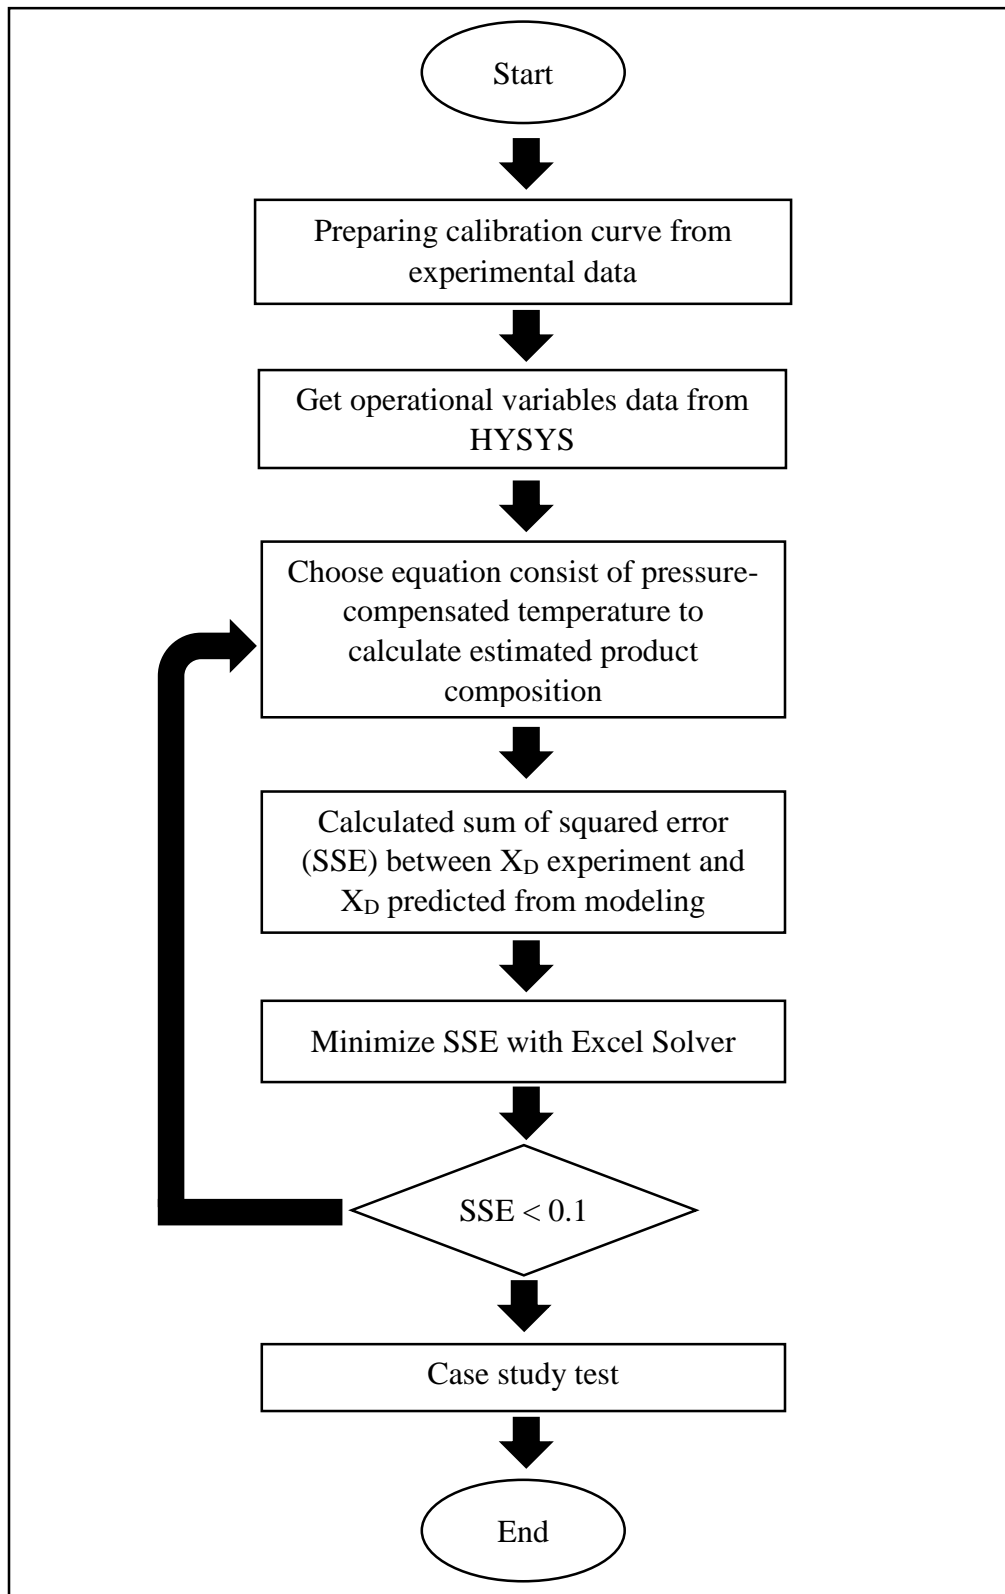 Start
Preparing calibration curve from
experimental data
Get operational variables data from
HYSYS
Choose equation consist of pressure-
compensated temperature to
calculate estimated product
composition
Calculated sum of squared error
(SSE) between X_D experiment and
X_D predicted from modeling
Minimize SSE with Excel Solver
SSE < 0.1
Case study test
End